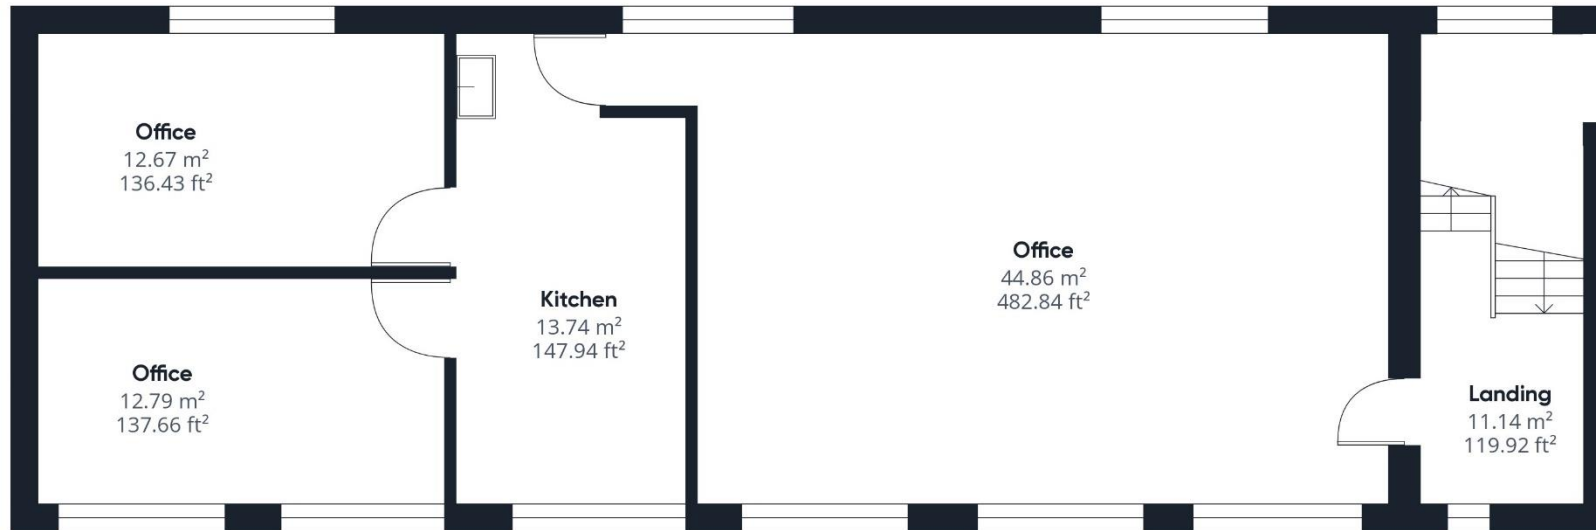 Office
12.67 m²
136.43 ft²
Office
12.79 m²
137.66 ft²
Kitchen
13.74 m²
147.94 ft²
Office
44.86 m²
482.84 ft²
Landing
11.14 m²
119.92 ft²